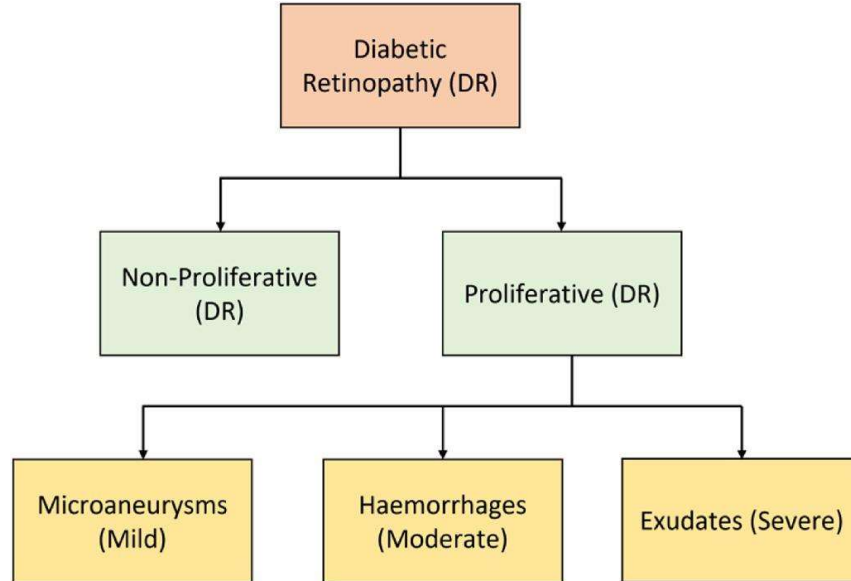 Diabetic
Retinopathy (DR)
Non-Proliferative
(DR)
Proliferative (DR)
Microaneurysms
(Mild)
Haemorrhages
(Moderate)
Exudates (Severe)